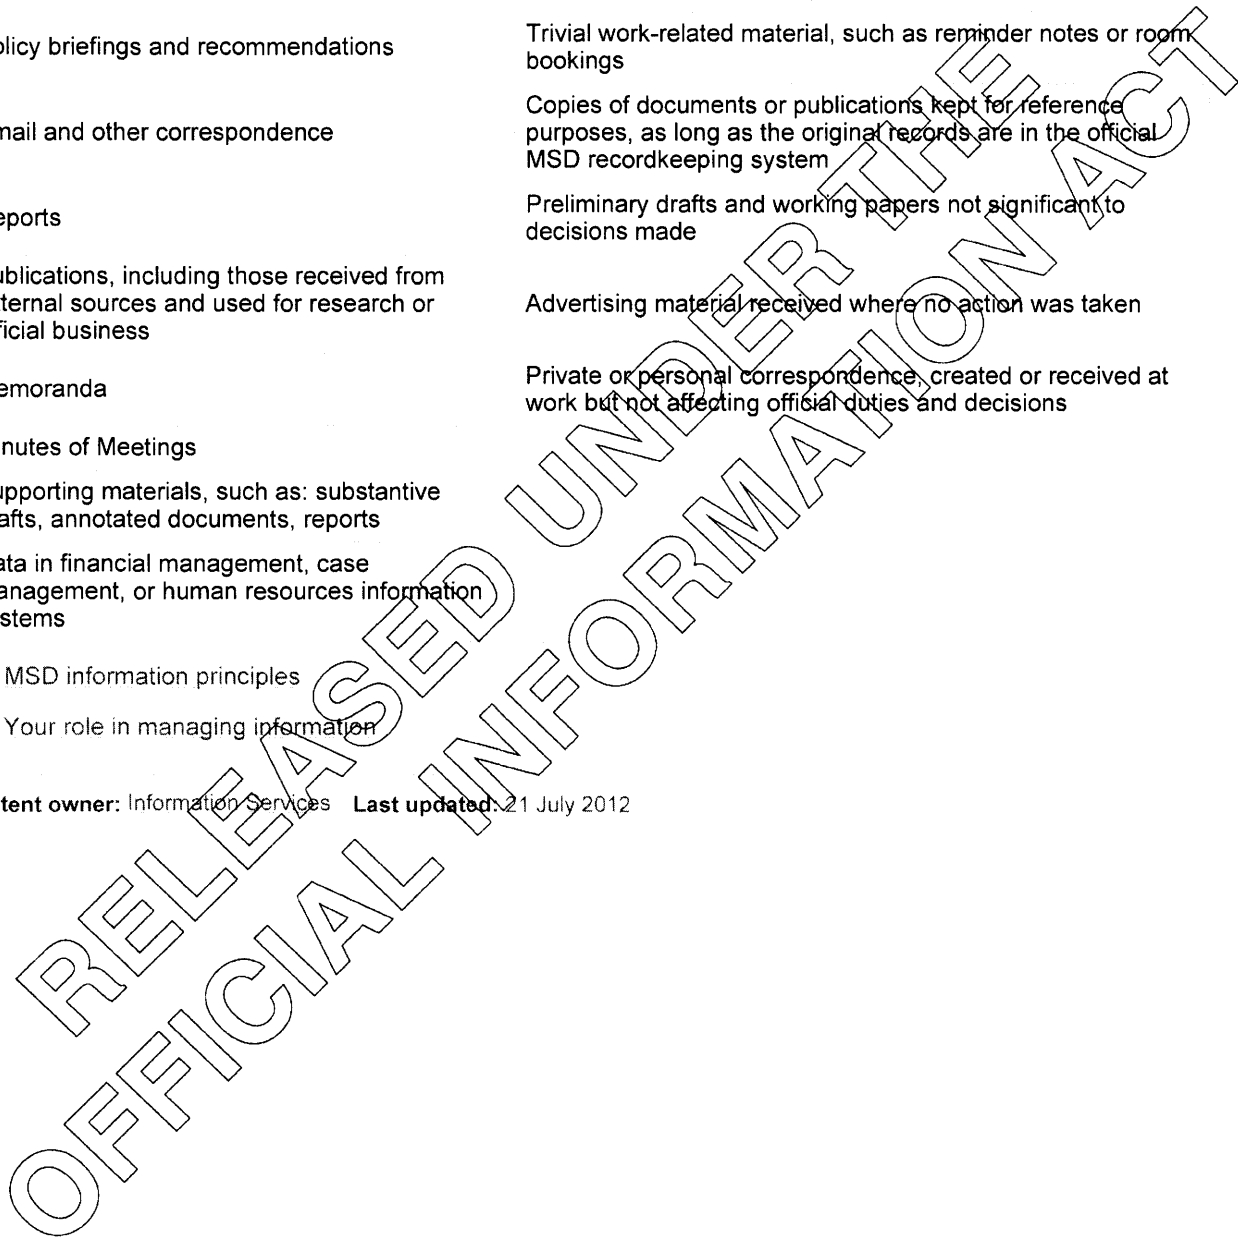 olicy briefings and recommendations
Trivial work-related material, such as reminder notes or room
bookings
mail and other correspondence
Copies of documents or publications kept for reference
purposes, as long as the original records are in the official
MSD recordkeeping system
eports
Preliminary drafts and working papers not significant to
decisions made
ublications, including those received from
ternal sources and used for research or
ficial business
Advertising material received where no action was taken
emoranda
Private or personal correspondence, created or received at
work but not affecting official duties and decisions
nutes of Meetings
upporting materials, such as: substantive
afts, annotated documents, reports
ata in financial management, case
anagement, or human resources information
stems
MSD information principles
Your role in managing information
tent owner: Information Services Last updated: 21 July 2012
RELEASED UNDER THE
OFFICIAL INFORMATION ACT